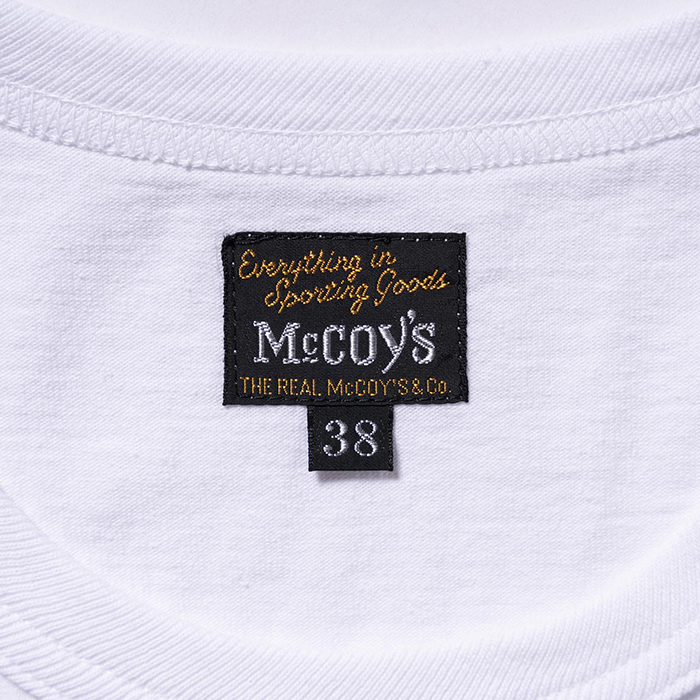 Everything in
Sporting Goods
McCOY'S
THE REAL McCOY'S & Co.
38